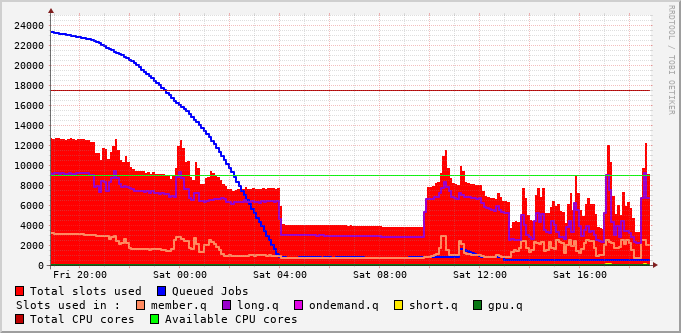 RRDTOOL / TOBI OETIKER
24000
22000
20000
18000
16000
14000
12000
10000
8000
6000
4000
2000
0
Fri 20:00 Sat 00:00 Sat 04:00 Sat 08:00 Sat 12:00 Sat 16:00
Total slots used Queued Jobs
Slots used in : member.q long.q ondemand.q short.q gpu.q
Total CPU cores Available CPU cores